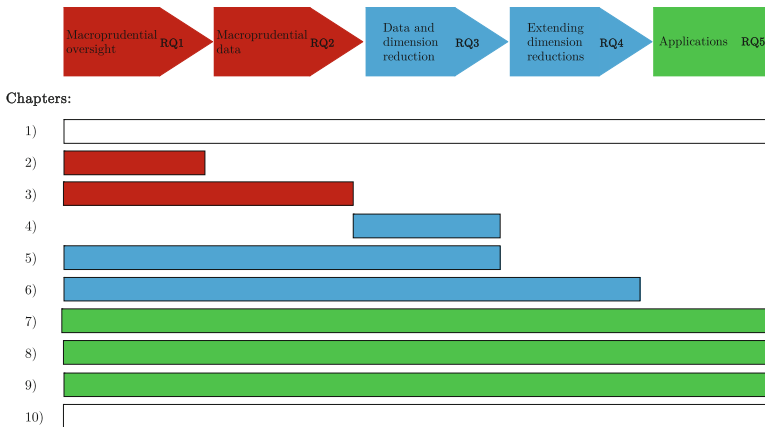 Macroprudential
oversight RQ1
Macroprudential
data RQ2
Data and
dimension RQ3
reduction
Extending
dimension RQ4
reductions
Applications RQ5
Chapters:
1)
2)
3)
4)
5)
6)
7)
8)
9)
10)